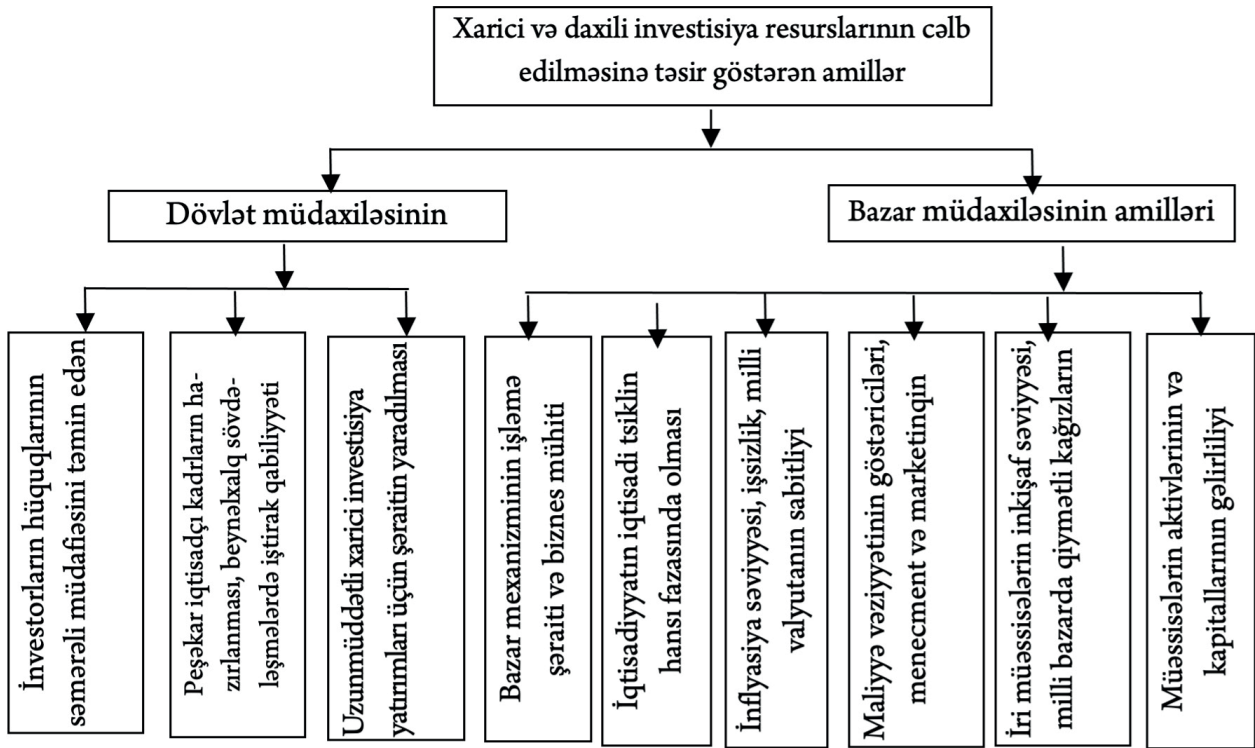 Xarici və daxili investisiya resurslarının cəlb
edilməsinə təsir göstərən amillər
Dövlət müdaxiləsinin
Bazar müdaxiləsinin amilləri
İnvestorların hüquqlarının
səmərəli müdafiəsini təmin edən
Peşəkar iqtisadçı kadrların ha-
zırlanması, beynəlxalq sövdə-
ləşmələrdə iştirak qabiliyyəti
Uzunmüddətli xarici investisiya
yatırımları üçün şəraitin yaradılması
Bazar mexanizminin işləmə
şəraiti və biznes mühiti
İqtisadiyyatın iqtisadi tsiklin
hansı fazasında olması
İnflyasiya səviyyəsi, işsizlik, milli
valyutanın sabitliyi
Maliyyə vəziyyətinin göstəriciləri,
menecment və marketinqin
İri müəssisələrin inkişaf səviyyəsi,
milli bazarda qiymətli kağızların
Müəssisələrin aktivlərinin və
kapitallarının gəlirliliyi